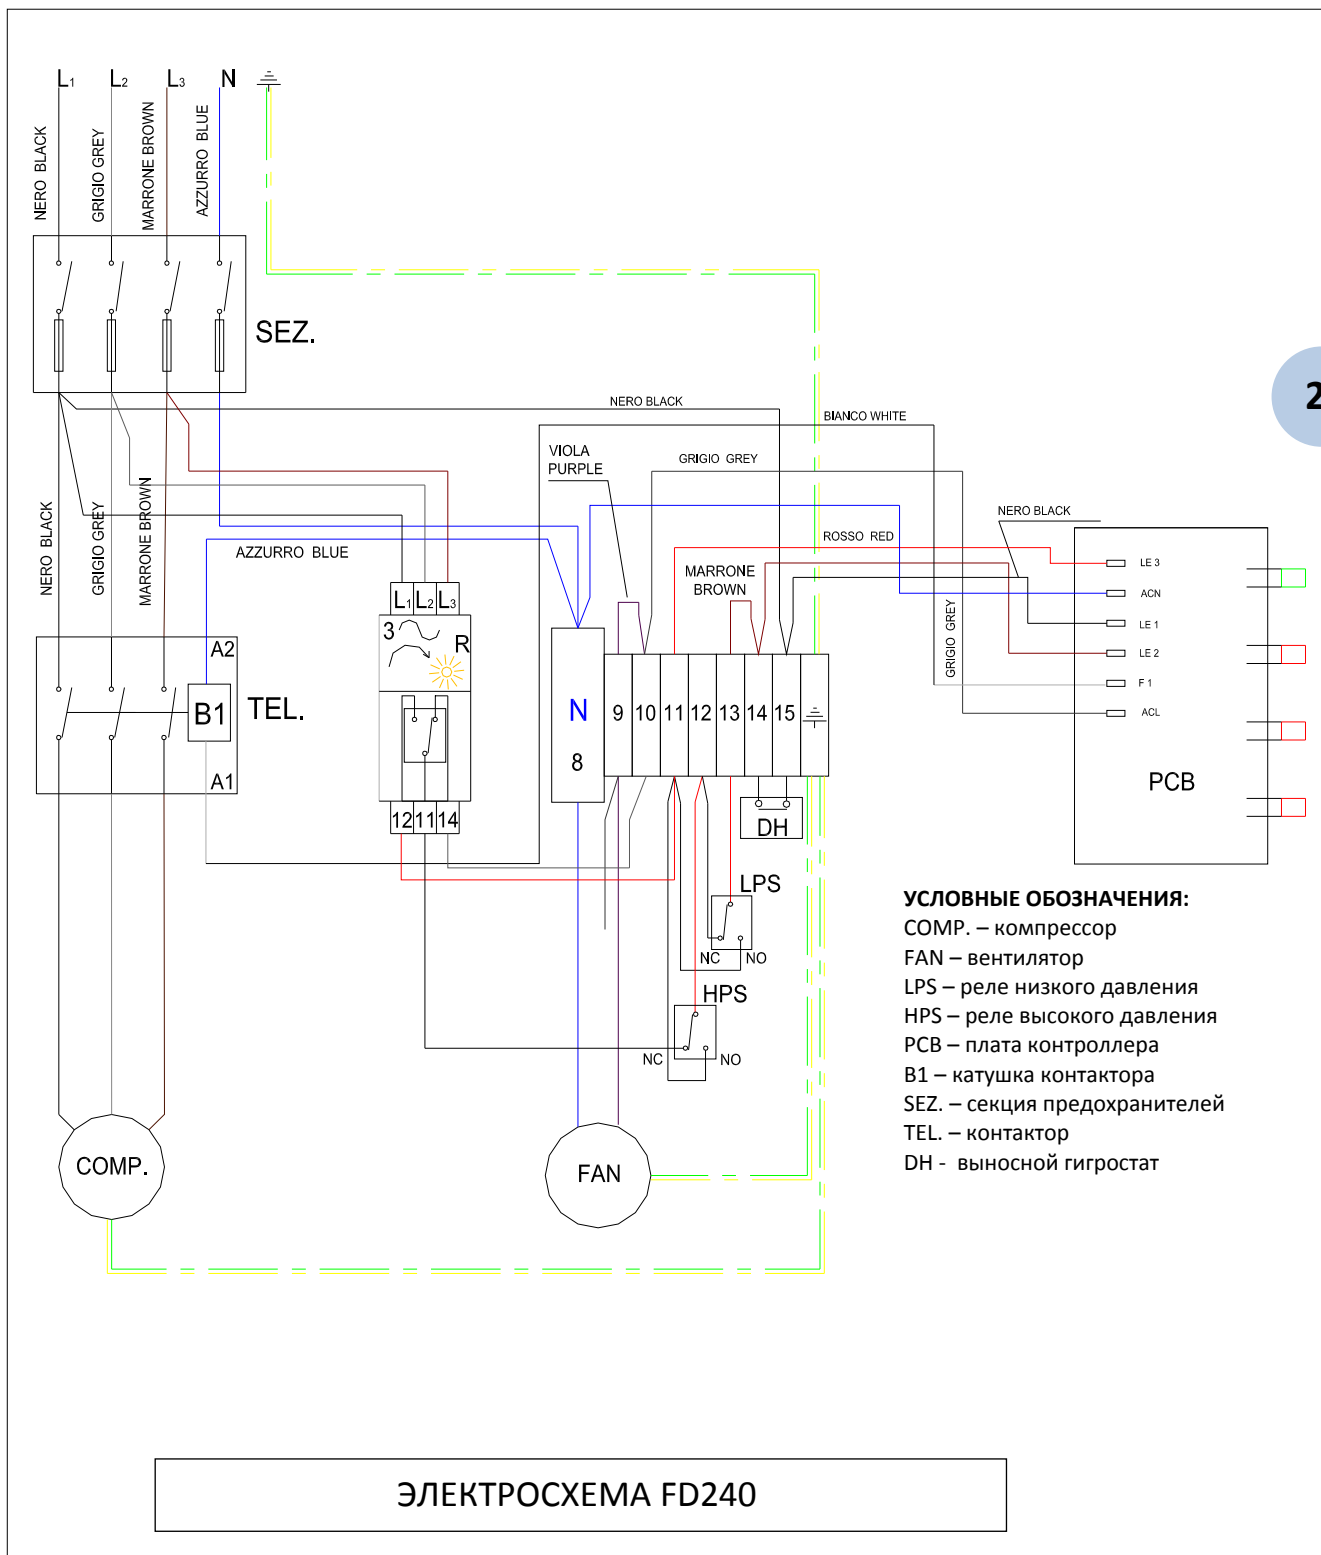 L1 L2 L3 N
NERO BLACK
GRIGIO GREY
MARRONE BROWN
AZZURRO BLUE
SEZ.
2
NERO BLACK
BIANCO WHITE
VIOLA
PURPLE
GRIGIO GREY
NERO BLACK
GRIGIO GREY
MARRONE BROWN
AZZURRO BLUE
NERO BLACK
ROSSO RED
MARRONE
BROWN
GRIGIO GREY
LE 3
ACN
LE 1
LE 2
F 1
ACL
PCB
L1 L2 L3
3
R
A2
B1
A1
TEL.
N
8
9 10 11 12 13 14 15
12 11 14
DH
LPS
NC NO
HPS
NC NO
COMP.
FAN
УСЛОВНЫЕ ОБОЗНАЧЕНИЯ:
COMP. – компрессор
FAN – вентилятор
LPS – реле низкого давления
HPS – реле высокого давления
PCB – плата контроллера
B1 – катушка контактора
SEZ. – секция предохранителей
TEL. – контактор
DH - выносной гигростат
ЭЛЕКТРОСХЕМА FD240